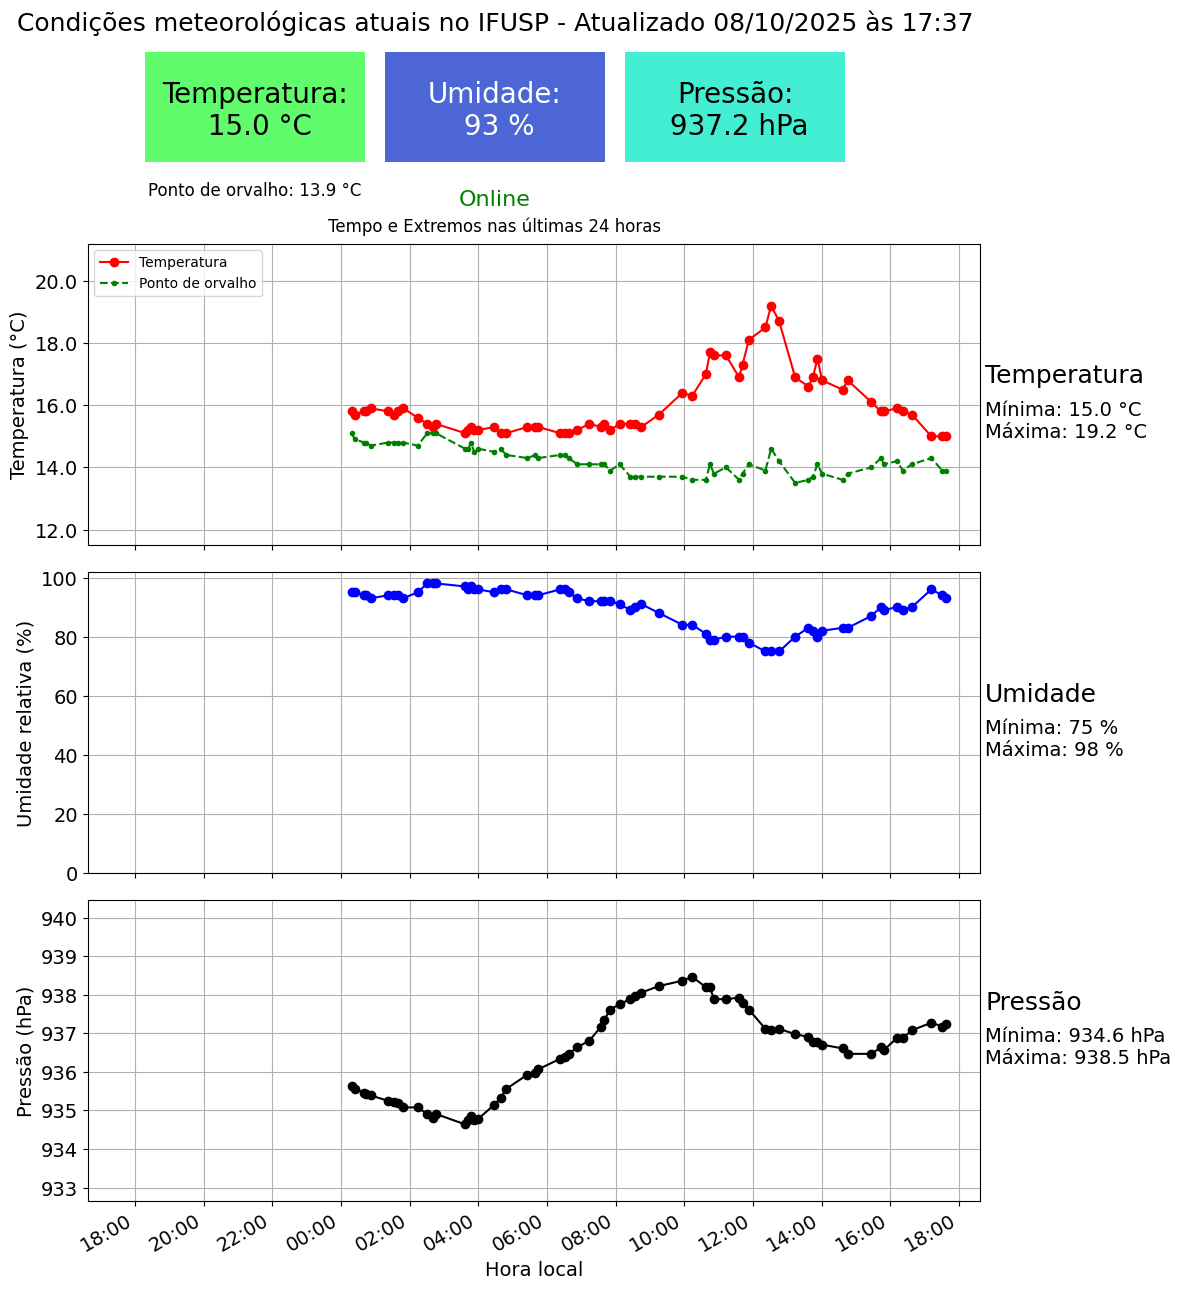 Condições meteorológicas atuais no IFUSP - Atualizado 08/10/2025 às 17:37
Temperatura:
15.0 °C
Umidade:
93 %
Pressão:
937.2 hPa
Ponto de orvalho: 13.9 °C
Online
Tempo e Extremos nas últimas 24 horas
Temperatura
Ponto de orvalho
Temperatura (°C)
20.0
18.0
16.0
14.0
12.0
Temperatura
Mínima: 15.0 °C
Máxima: 19.2 °C
Umidade relativa (%)
100
80
60
40
20
0
Umidade
Mínima: 75 %
Máxima: 98 %
Pressão (hPa)
940
939
938
937
936
935
934
933
Pressão
Mínima: 934.6 hPa
Máxima: 938.5 hPa
18:00 20:00 22:00 00:00 02:00 04:00 06:00 08:00 10:00 12:00 14:00 16:00 18:00
Hora local